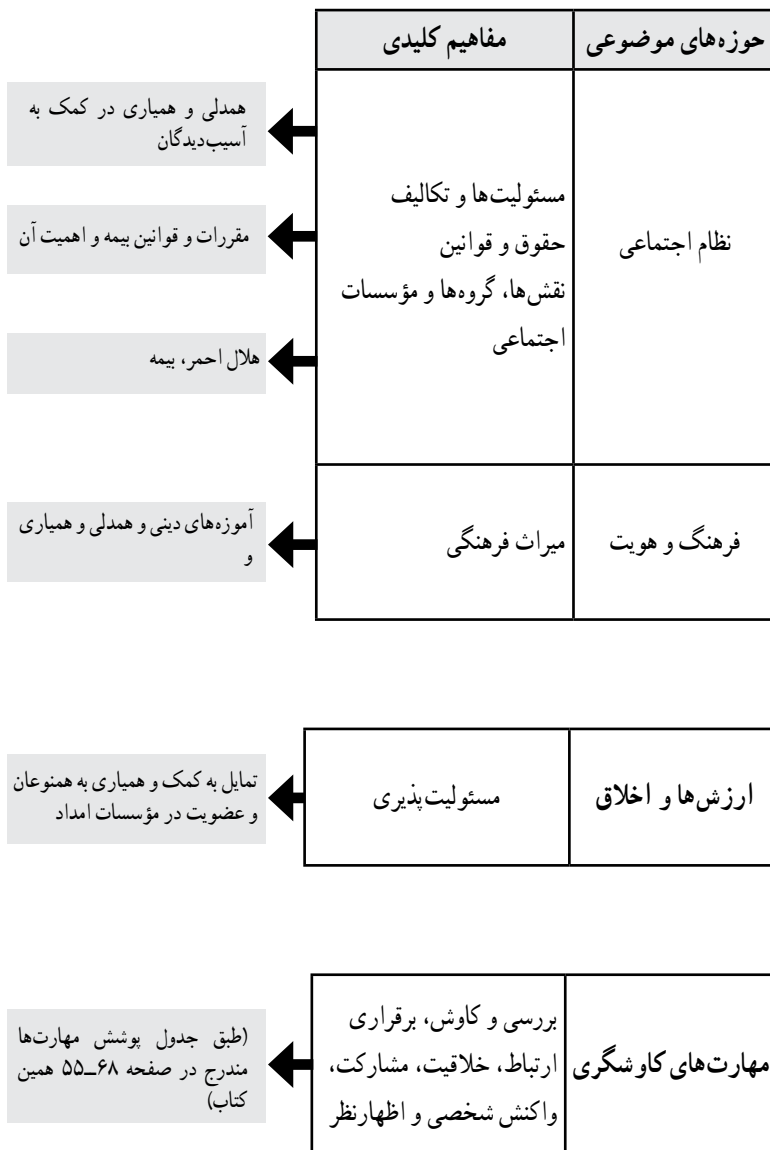 حوزه‌های موضوعی
مفاهیم کلیدی
نظام اجتماعی
مسئولیت‌ها و تکالیف
حقوق و قوانین
نقش‌ها، گروه‌ها و مؤسسات
اجتماعی
همدلی و همیاری در کمک به
آسیب‌دیدگان
مقررات و قوانین بیمه و اهمیت آن
هلال احمر، بیمه
فرهنگ و هویت
میراث فرهنگی
آموزه‌های دینی و همدلی و همیاری
و
ارزش‌ها و اخلاق
مسئولیت‌پذیری
تمایل به کمک و همیاری به همنوعان
و عضویت در مؤسسات امداد
مهارت‌های کاوشگری
بررسی و کاوش، برقراری
ارتباط، خلاقیت، مشارکت،
واکنش شخصی و اظهارنظر
(طبق جدول پوشش مهارت‌ها
مندرج در صفحه ۶۸ــ۵۵ همین
کتاب)